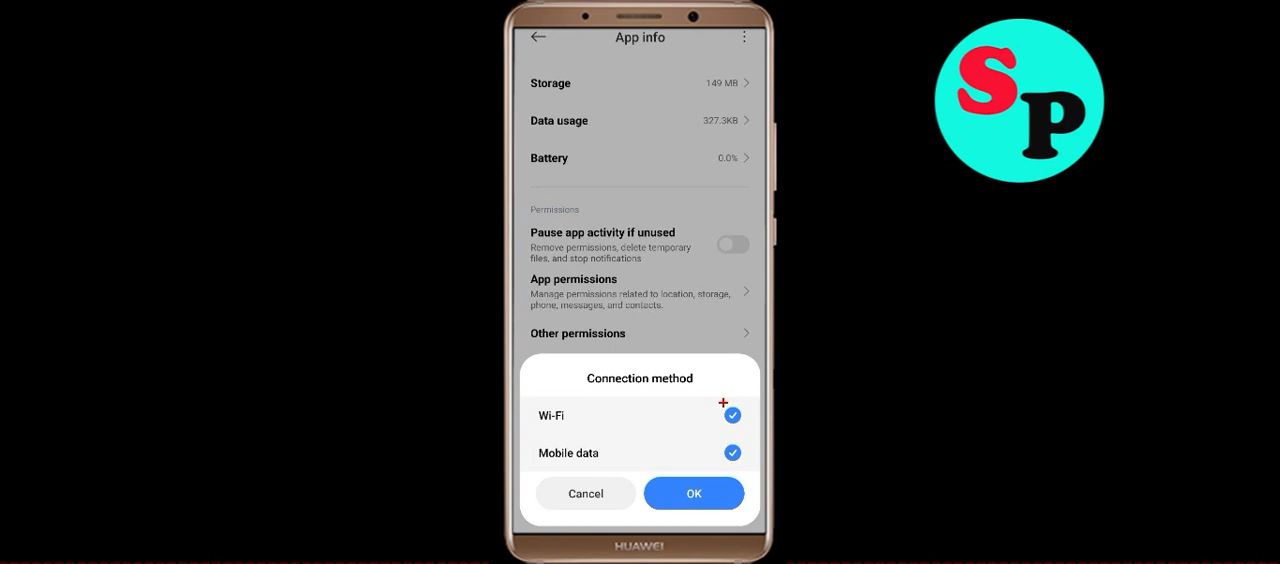 App info
Storage
149 MB
Data usage
327.3KB
Battery
0.0%
Permissions
Pause app activity if unused
Remove permissions, delete temporary
files, and stop notifications
App permissions
Manage permissions related to location, storage,
phone, messages, and contacts.
Other permissions
Connection method
Wi-Fi
Mobile data
Cancel
OK
HUAWEI
SP